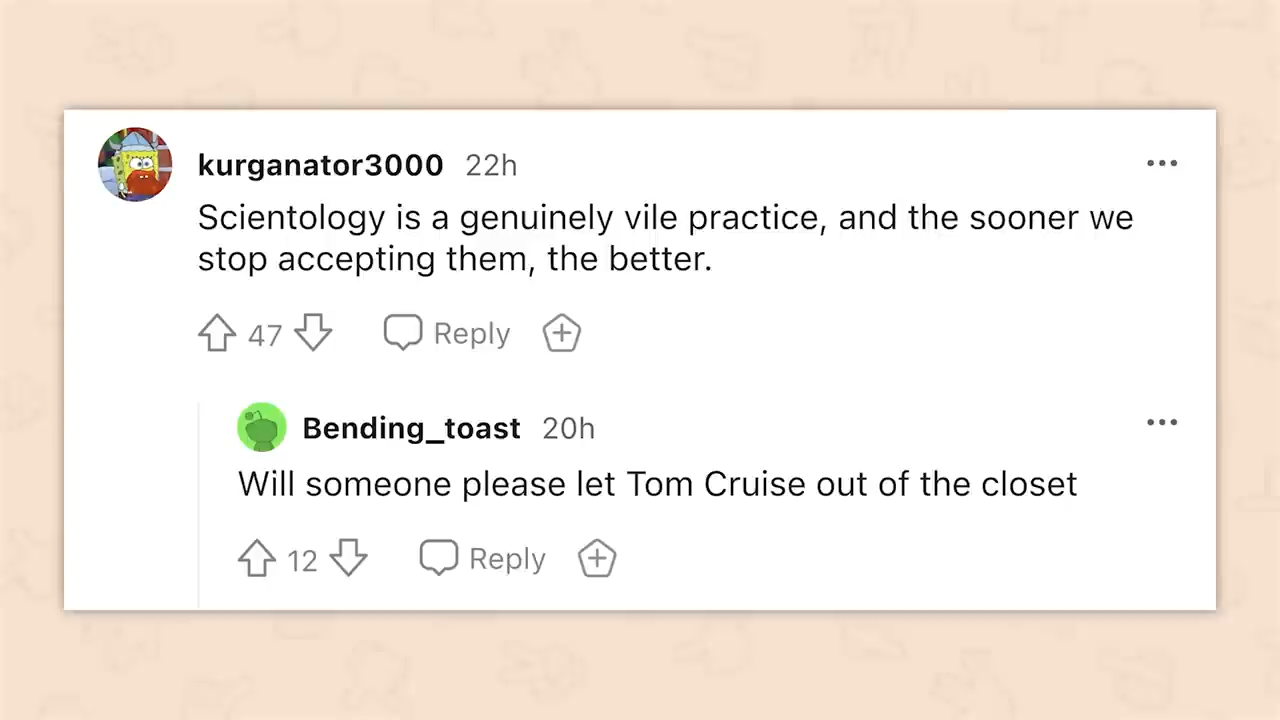 kurganator3000 22h
Scientology is a genuinely vile practice, and the sooner we
stop accepting them, the better.
47 Reply
Bending_toast 20h
Will someone please let Tom Cruise out of the closet
12 Reply